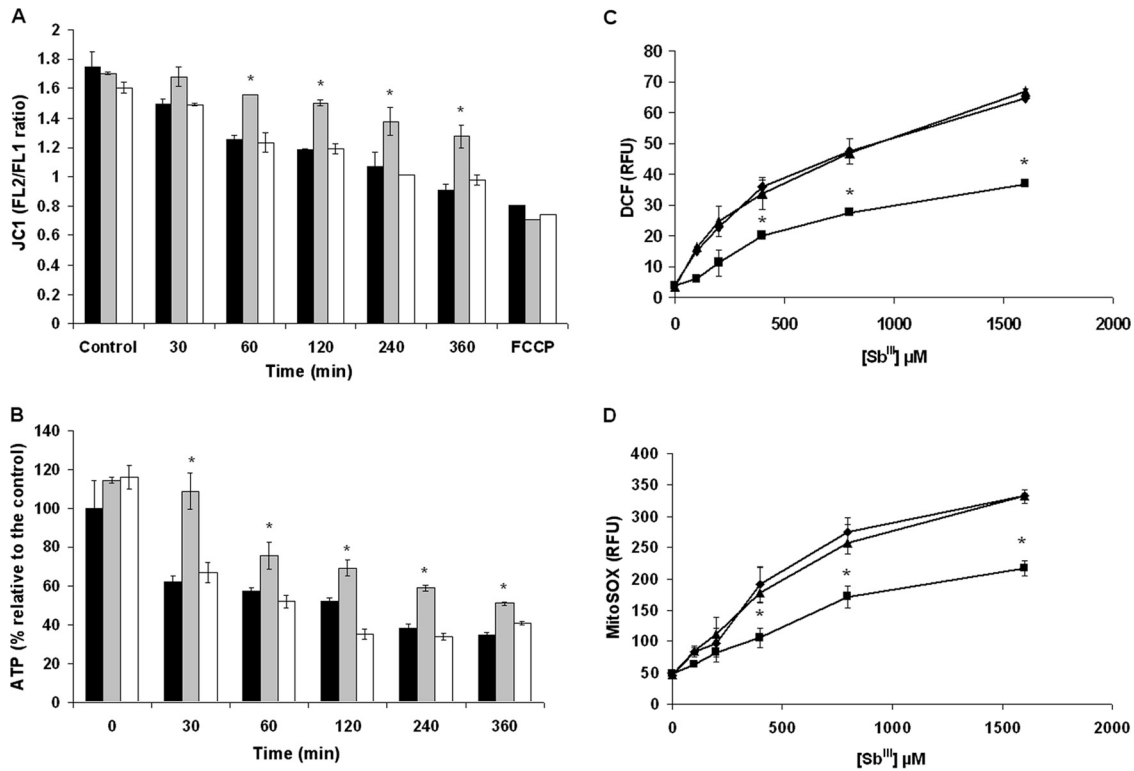 A
JC1 (FL2/FL1 ratio)
2
1.8
1.6
1.4
1.2
1
0.8
0.6
0.4
0.2
0
* * * *
Control 30 60 120 240 360 FCCP
Time (min)
B
ATP (% relative to the control)
140
120
100
80
60
40
20
0
* * * * *
0 30 60 120 240 360
Time (min)
C
DCF (RFU)
80
70
60
50
40
30
20
10
0
* * *
0 500 1000 1500 2000
[Sb^III] µM
D
MitoSOX (RFU)
400
350
300
250
200
150
100
50
0
* * *
0 500 1000 1500 2000
[Sb^III] µM